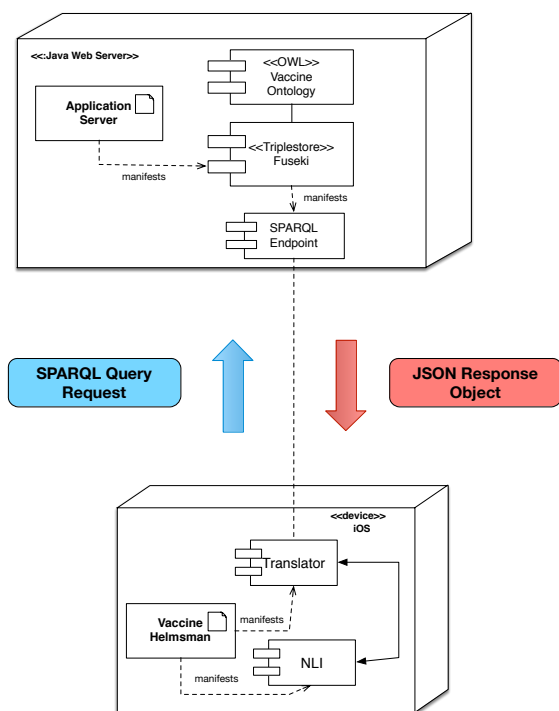 <<:Java Web Server>>
<<OWL>>
Vaccine
Ontology
Application
Server
<<Triplestore>>
Fuseki
manifests
manifests
SPARQL
Endpoint
SPARQL Query
Request
JSON Response
Object
<<device>>
iOS
Translator
Vaccine
Helmsman
manifests
NLI
manifests